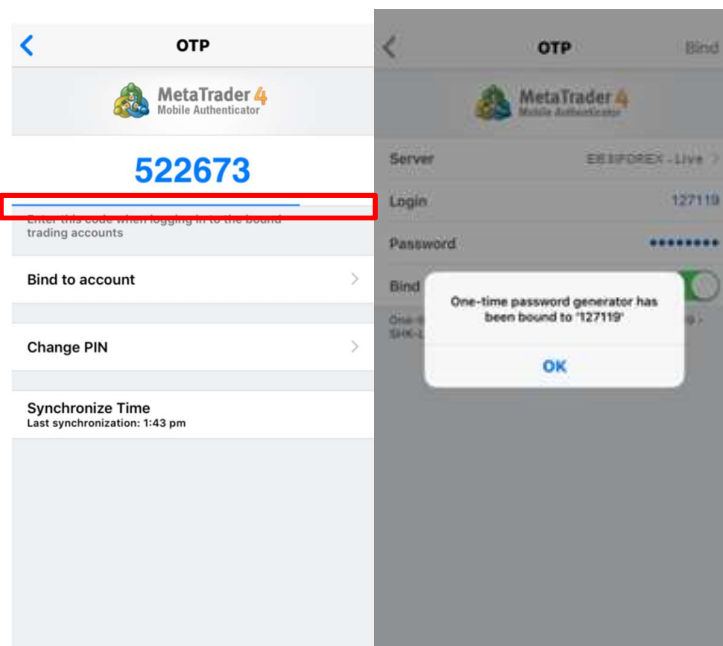 OTP
MetaTrader 4
Mobile Authenticator
522673
Enter this code when logging in to the bound
trading accounts
Bind to account
Change PIN
Synchronize Time
Last synchronization: 1:43 pm
OTP
Bind
MetaTrader 4
Mobile Authenticator
Server
-Live
Login
127119
Password
Bind
One-time password generator has
been bound to '127119'
OK